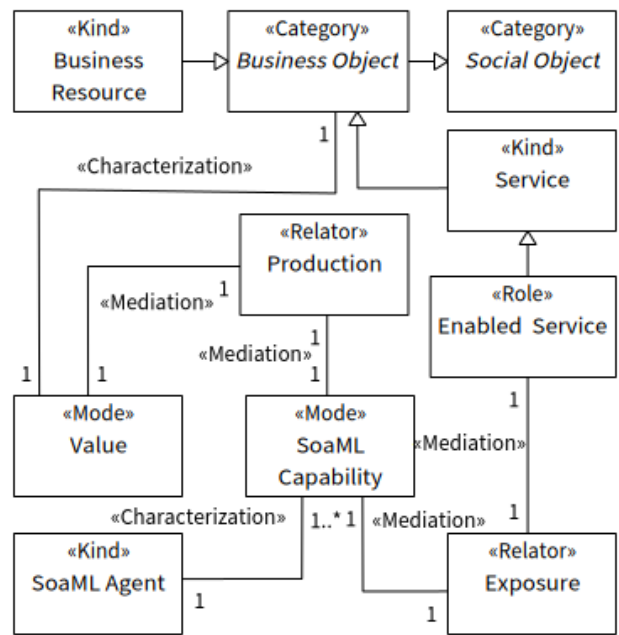 «Kind»
Business
Resource
«Category»
Business Object
«Category»
Social Object
1
«Characterization»
«Kind»
Service
«Relator»
Production
1
«Mediation»
«Role»
Enabled Service
1
«Mediation»
1
1
1
1
«Mode»
Value
«Mode»
SoaML
Capability
«Mediation»
«Characterization»
1..*
1
«Mediation»
1
«Kind»
SoaML Agent
1
«Relator»
Exposure
1